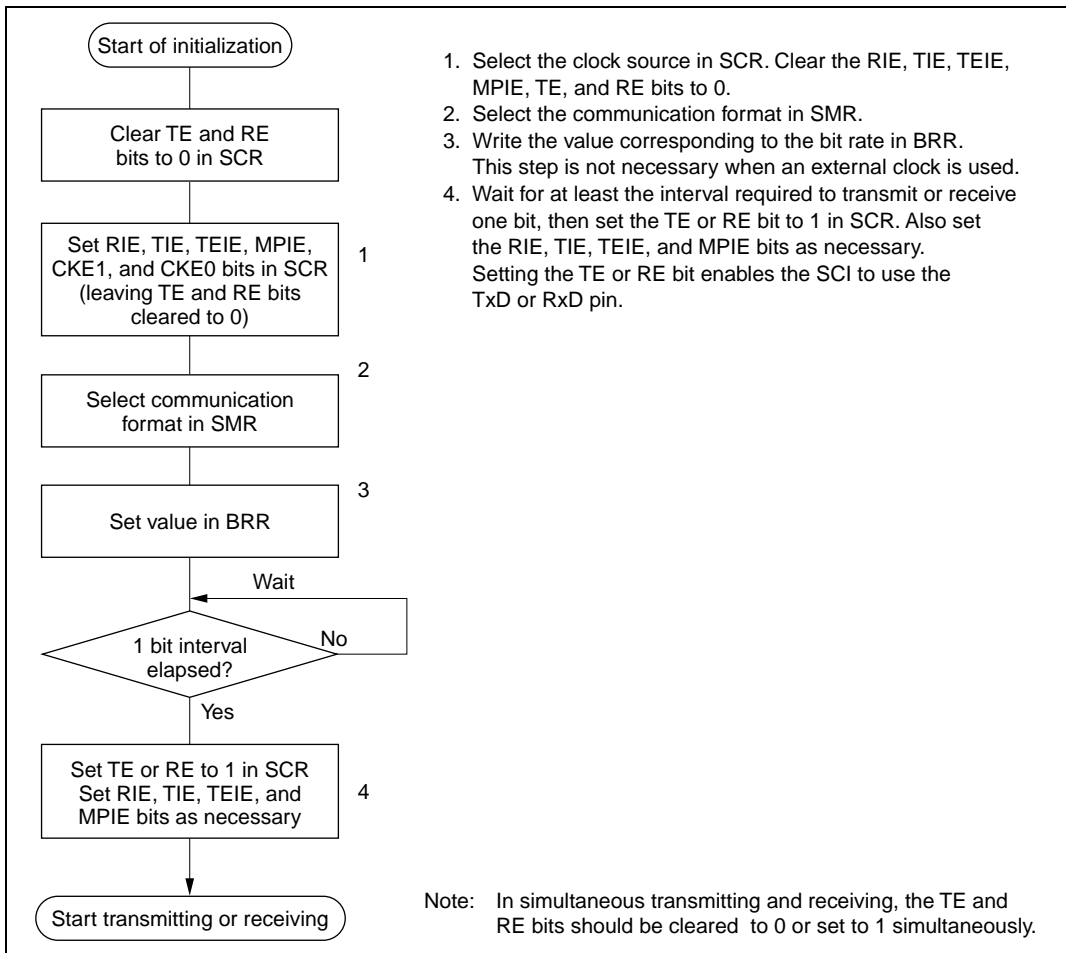 Start of initialization
Clear TE and RE
bits to 0 in SCR
Set RIE, TIE, TEIE, MPIE,
CKE1, and CKE0 bits in SCR
(leaving TE and RE bits
cleared to 0)
1
Select communication
format in SMR
2
Set value in BRR
3
Wait
1 bit interval
elapsed?
No
Yes
Set TE or RE to 1 in SCR
Set RIE, TIE, TEIE, and
MPIE bits as necessary
4
Start transmitting or receiving
1. Select the clock source in SCR. Clear the RIE, TIE, TEIE,
MPIE, TE, and RE bits to 0.
2. Select the communication format in SMR.
3. Write the value corresponding to the bit rate in BRR.
This step is not necessary when an external clock is used.
4. Wait for at least the interval required to transmit or receive
one bit, then set the TE or RE bit to 1 in SCR. Also set
the RIE, TIE, TEIE, and MPIE bits as necessary.
Setting the TE or RE bit enables the SCI to use the
TxD or RxD pin.
Note: In simultaneous transmitting and receiving, the TE and
RE bits should be cleared to 0 or set to 1 simultaneously.